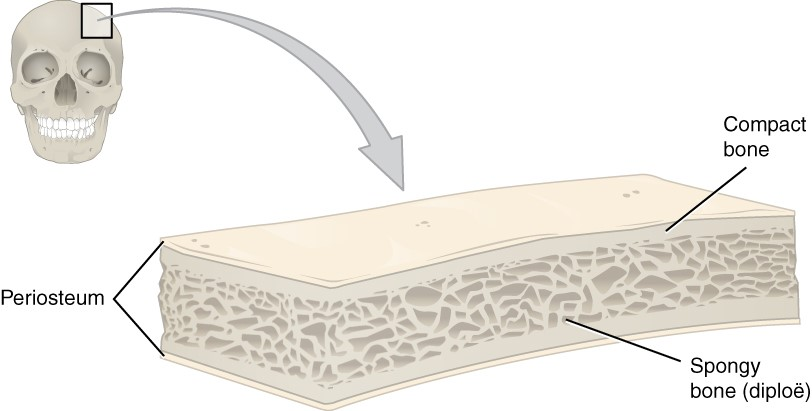 Compact
bone
Periosteum
Spongy
bone (diploë)